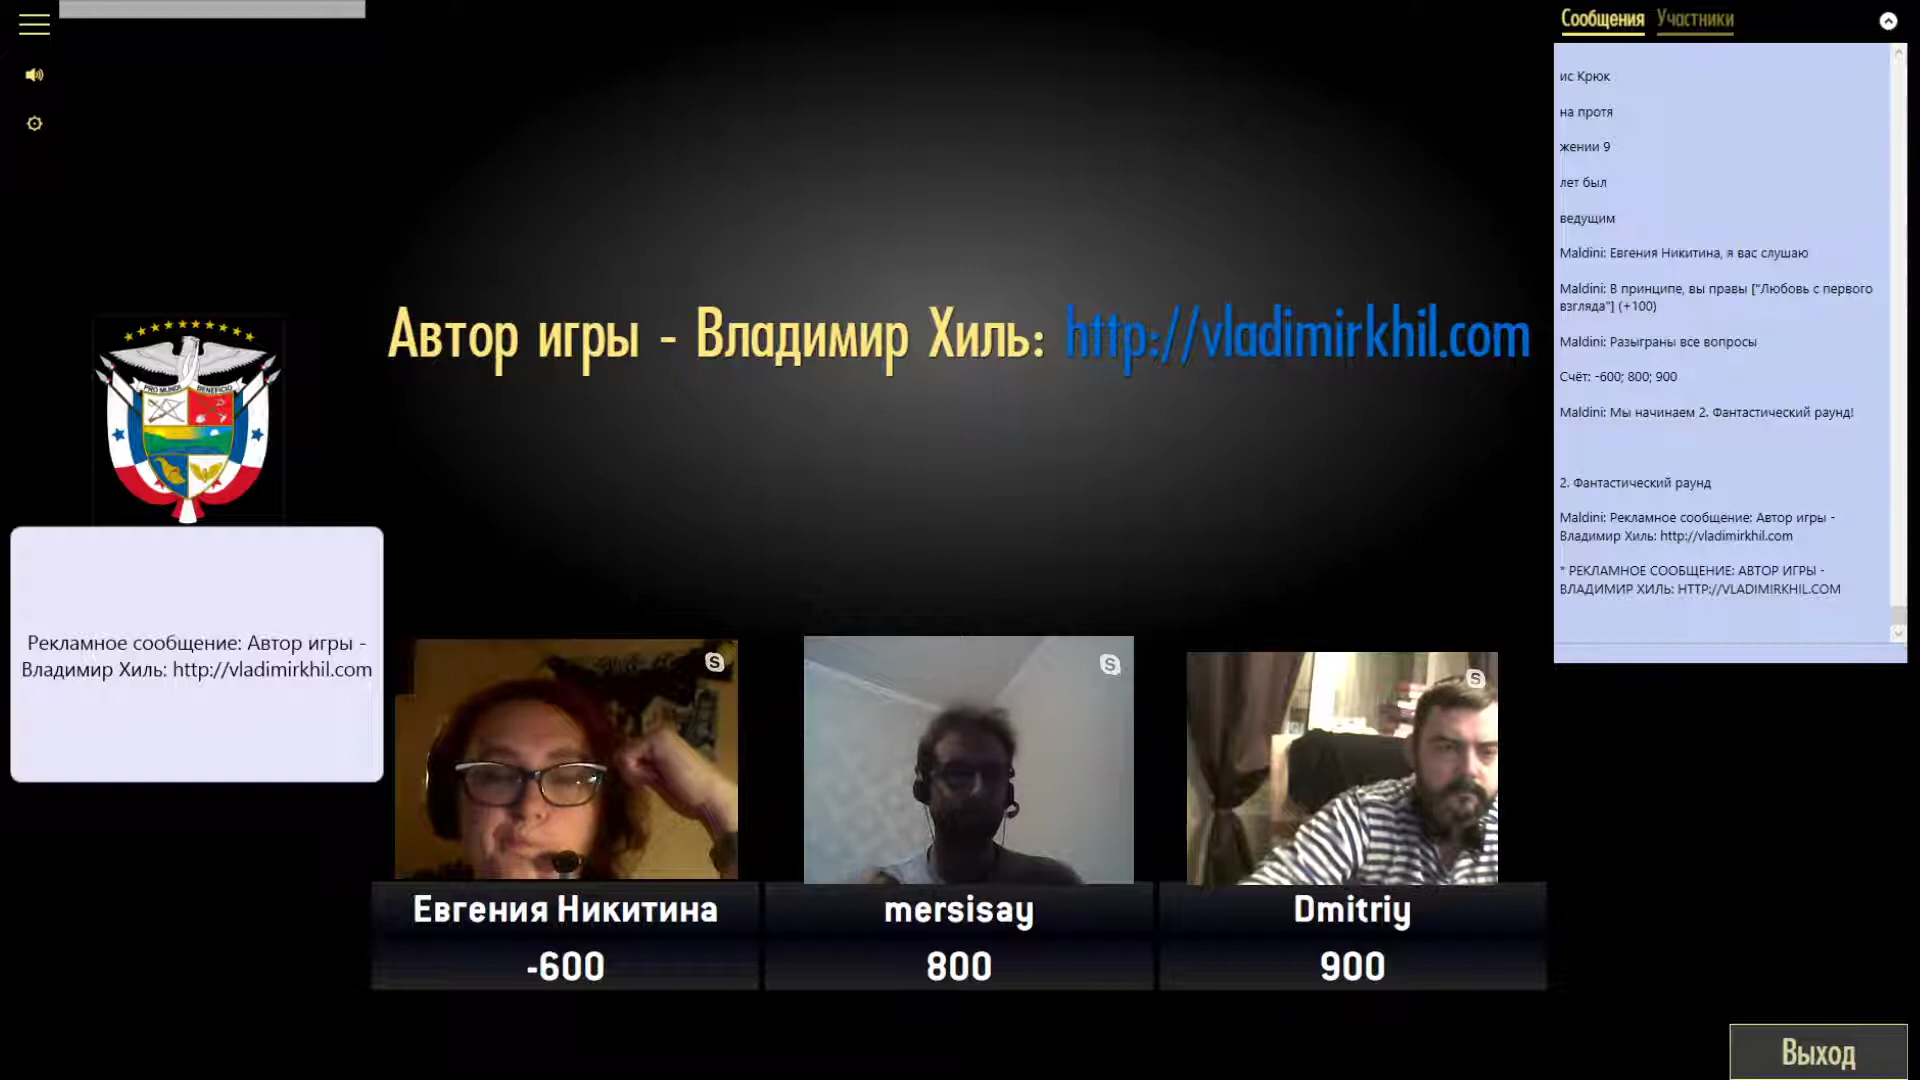 Сообщения Участники
ис Крюк
на протя
жении 9
лет был
ведущим
Maldini: Евгения Никитина, я вас слушаю
Maldini: В принципе, вы правы ["Любовь с первого
взгляда"] (+100)
Maldini: Разыграны все вопросы
Счёт: -600; 800; 900
Maldini: Мы начинаем 2. Фантастический раунд!
2. Фантастический раунд
Maldini: Рекламное сообщение: Автор игры -
Владимир Хиль: http://vladimirkhil.com
* РЕКЛАМНОЕ СООБЩЕНИЕ: АВТОР ИГРЫ -
ВЛАДИМИР ХИЛЬ: HTTP://VLADIMIRKHIL.COM
Автор игры - Владимир Хиль: http://vladimirkhil.com
PRO MUNDI BENEFICIO
Рекламное сообщение: Автор игры -
Владимир Хиль: http://vladimirkhil.com
Евгения Никитина
-600
mersisay
800
Dmitriy
900
Выход